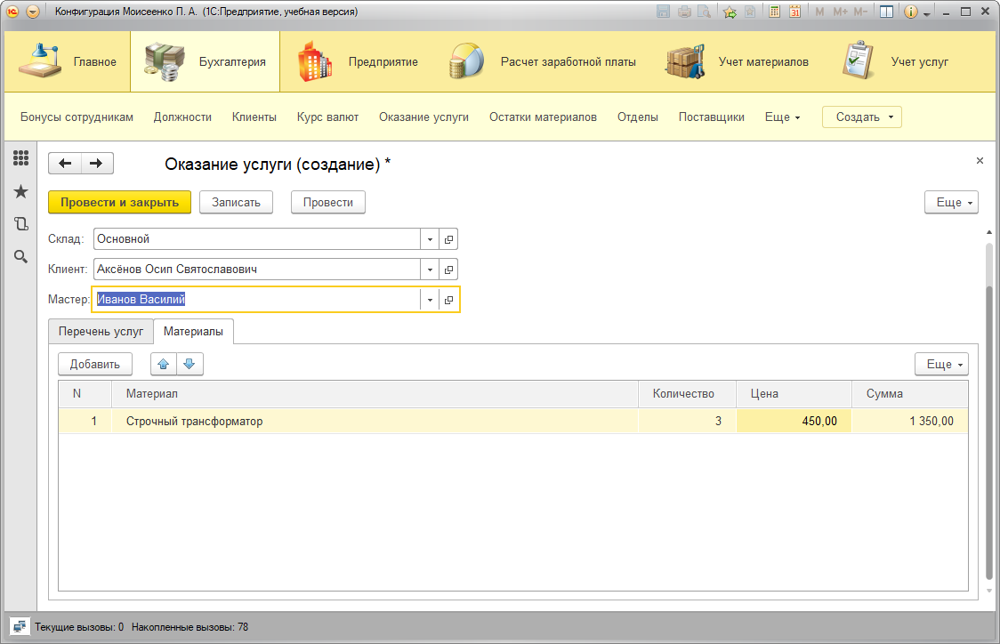 Конфигурация Моисеенко П. А. (1С:Предприятие, учебная версия)
31 M M+ M-
Главное Бухгалтерия Предприятие Расчет заработной платы Учет материалов Учет услуг
Бонусы сотрудникам Должности Клиенты Курс валют Оказание услуги Остатки материалов Отделы Поставщики Еще Создать
Оказание услуги (создание) *
Провести и закрыть Записать Провести Еще
Склад: Основной
Клиент: Аксёнов Осип Святославович
Мастер: Иванов Василий
Перечень услуг Материалы
Добавить Еще
N Материал Количество Цена Сумма
1 Строчный трансформатор 3 450,00 1 350,00
Текущие вызовы: 0 Накопленные вызовы: 78